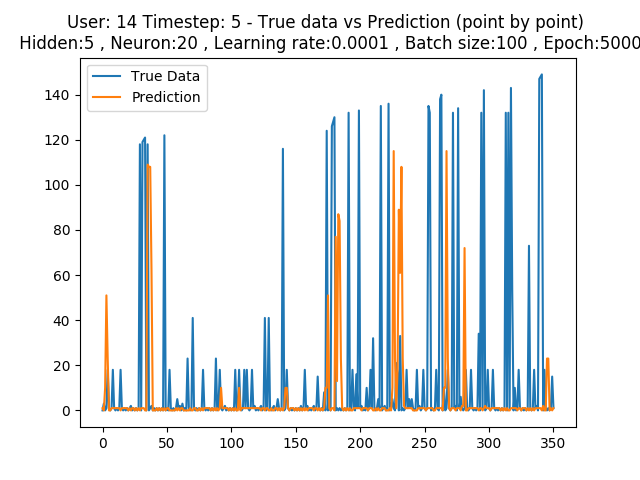 User: 14 Timestep: 5 - True data vs Prediction (point by point)
Hidden:5 , Neuron:20 , Learning rate:0.0001 , Batch size:100 , Epoch:5000
True Data
Prediction
140
120
100
80
60
40
20
0
0 50 100 150 200 250 300 350